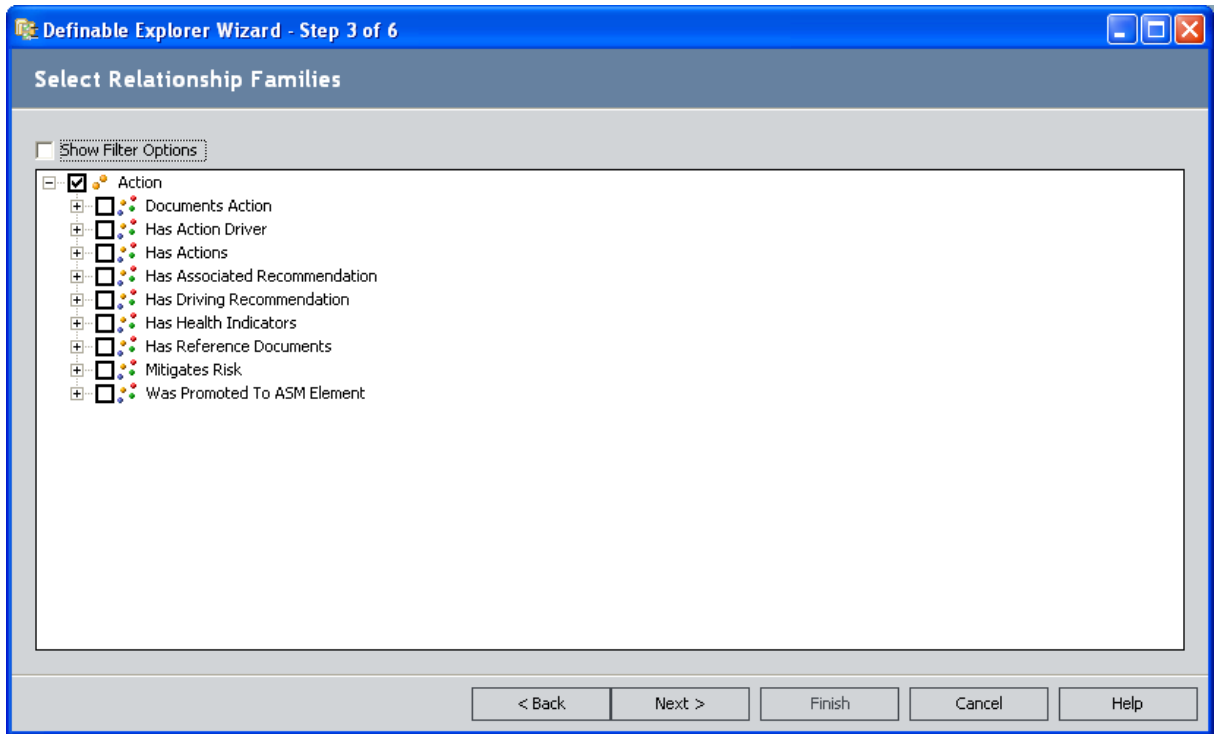 Definable Explorer Wizard - Step 3 of 6
Select Relationship Families
Show Filter Options
Action
Documents Action
Has Action Driver
Has Actions
Has Associated Recommendation
Has Driving Recommendation
Has Health Indicators
Has Reference Documents
Mitigates Risk
Was Promoted To ASM Element
< Back Next > Finish Cancel Help